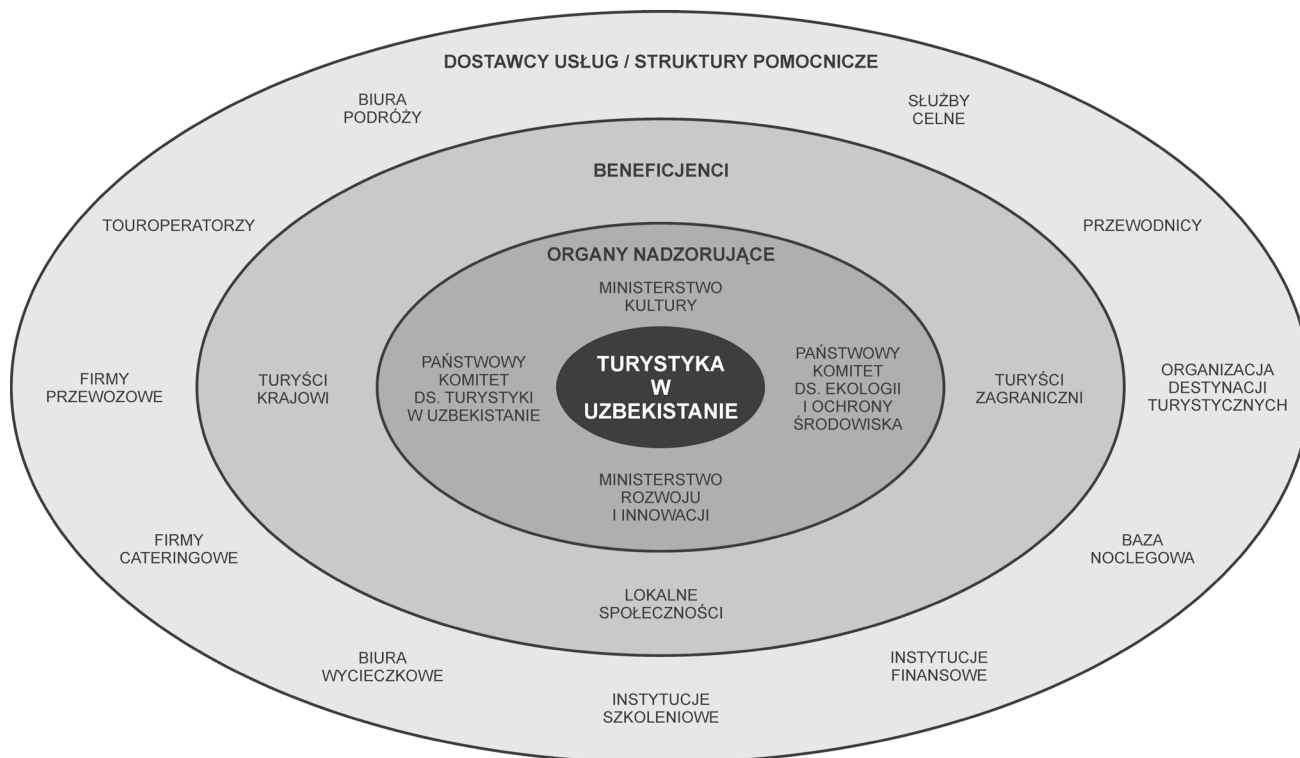 DOSTAWCY USŁUG / STRUKTURY POMOCNICZE
BIURA
PODRÓŻY
SŁUŻBY
CELNE
BENEFICJENCI
TOUROPERATORZY
PRZEWODNICY
ORGANY NADZORUJĄCE
MINISTERSTWO
KULTURY
FIRMY
PRZEWOZOWE
TURYŚCI
KRAJOWI
PAŃSTWOWY
KOMITET
DS. TURYSTYKI
W UZBEKISTANIE
TURYSTYKA
W
UZBEKISTANIE
PAŃSTWOWY
KOMITET
DS. EKOLOGII
I OCHRONY
ŚRODOWISKA
TURYŚCI
ZAGRANICZNI
ORGANIZACJA
DESTYNACJI
TURYSTYCZNYCH
MINISTERSTWO
ROZWOJU
I INNOWACJI
FIRMY
CATERINGOWE
BAZA
NOCLEGOWA
LOKALNE
SPOŁECZNOŚCI
BIURA
WYCIECZKOWE
INSTYTUCJE
FINANSOWE
INSTYTUCJE
SZKOLENIOWE